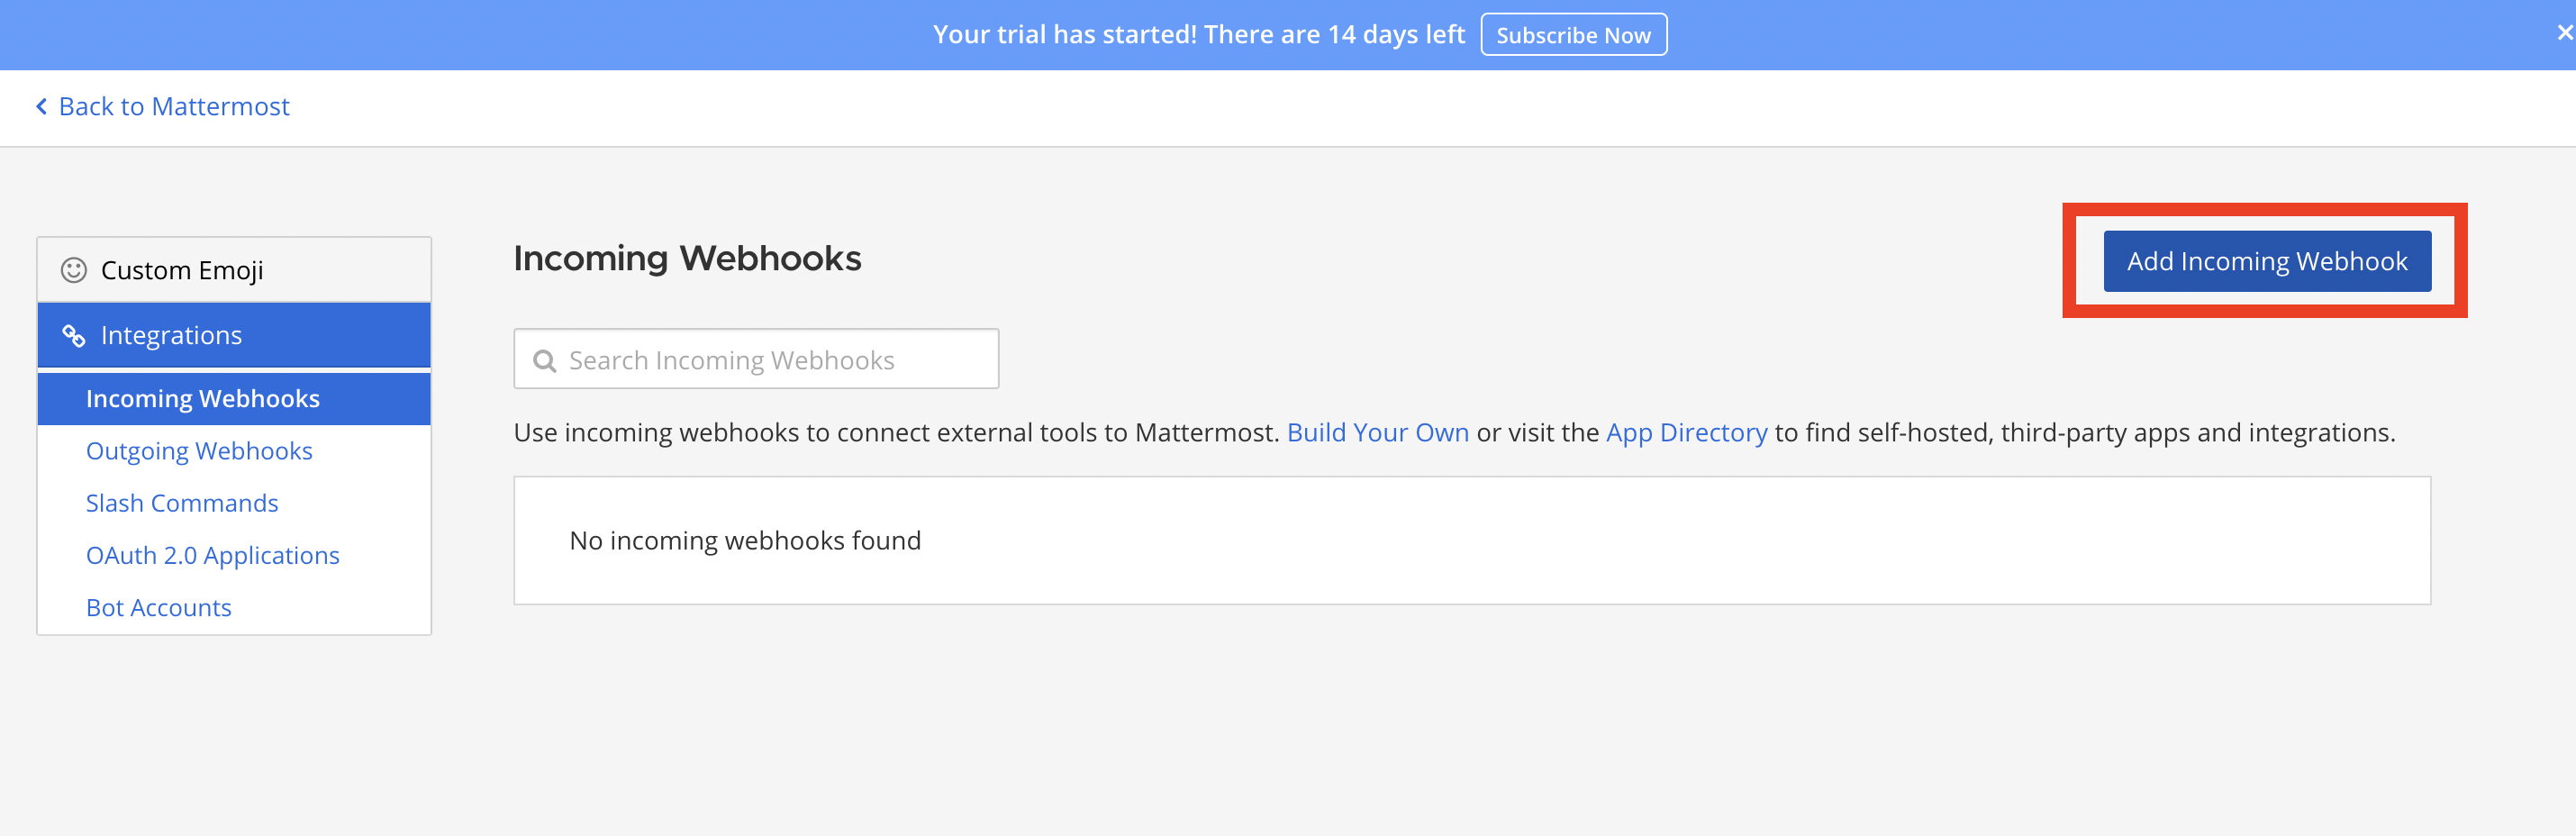 Your trial has started! There are 14 days left Subscribe Now
Back to Mattermost
Custom Emoji
Integrations
Incoming Webhooks
Outgoing Webhooks
Slash Commands
OAuth 2.0 Applications
Bot Accounts
Incoming Webhooks
Add Incoming Webhook
Search Incoming Webhooks
Use incoming webhooks to connect external tools to Mattermost. Build Your Own or visit the App Directory to find self-hosted, third-party apps and integrations.
No incoming webhooks found